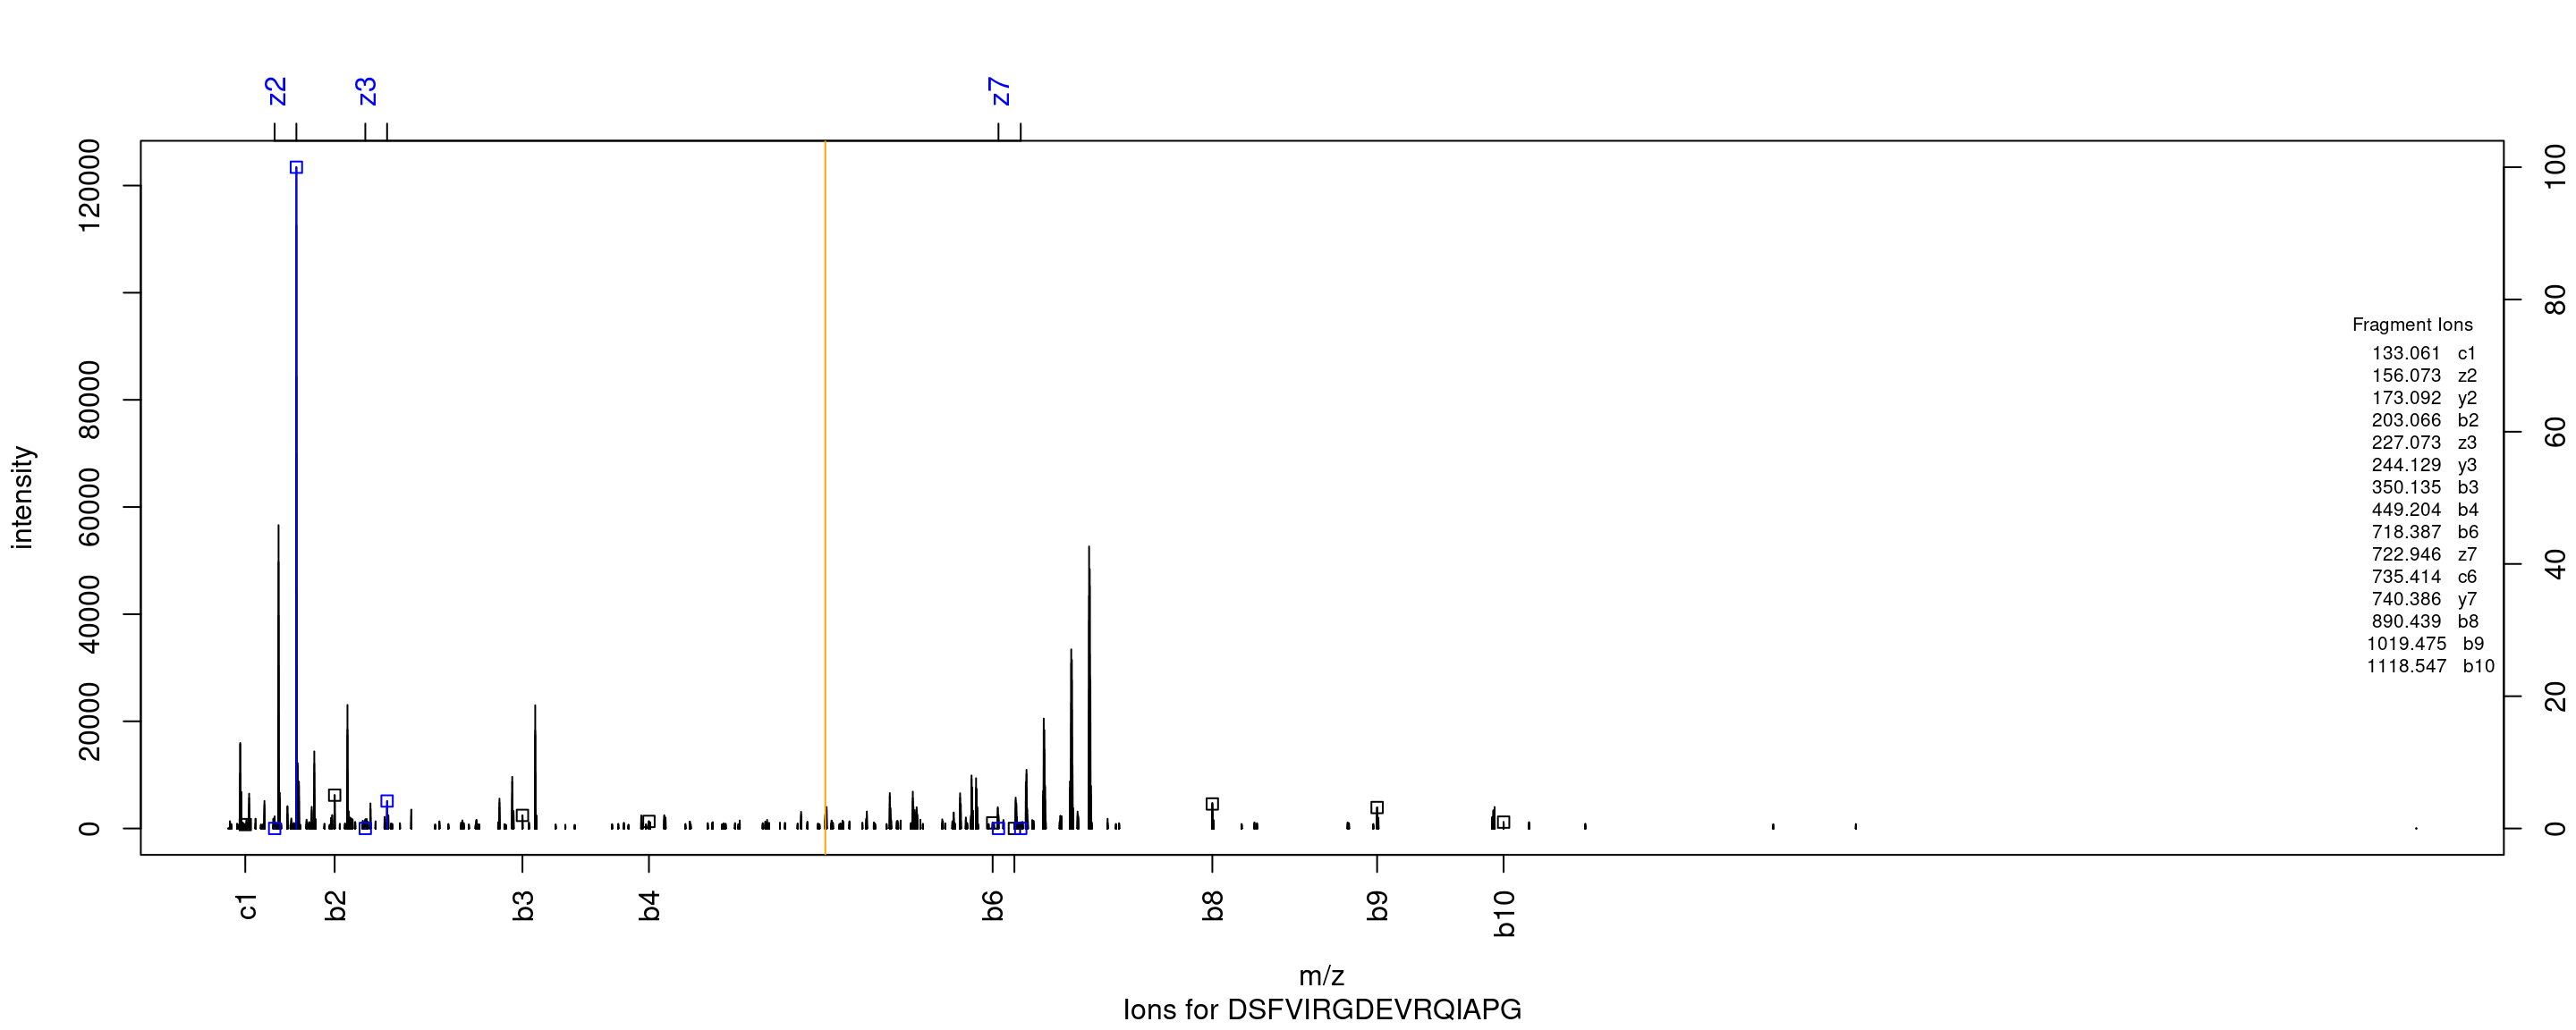 z2 z3 z7
intensity
0 20000 40000 60000 80000 120000
0 20 40 60 80 100
Fragment Ions
133.061 c1
156.073 z2
173.092 y2
203.066 b2
227.073 z3
244.129 y3
350.135 b3
449.204 b4
718.387 b6
722.946 z7
735.414 c6
740.386 y7
890.439 b8
1019.475 b9
1118.547 b10
c1 b2 b3 b4 b6 b8 b9 b10
m/z
Ions for DSFVIRGDEVRQIAPG